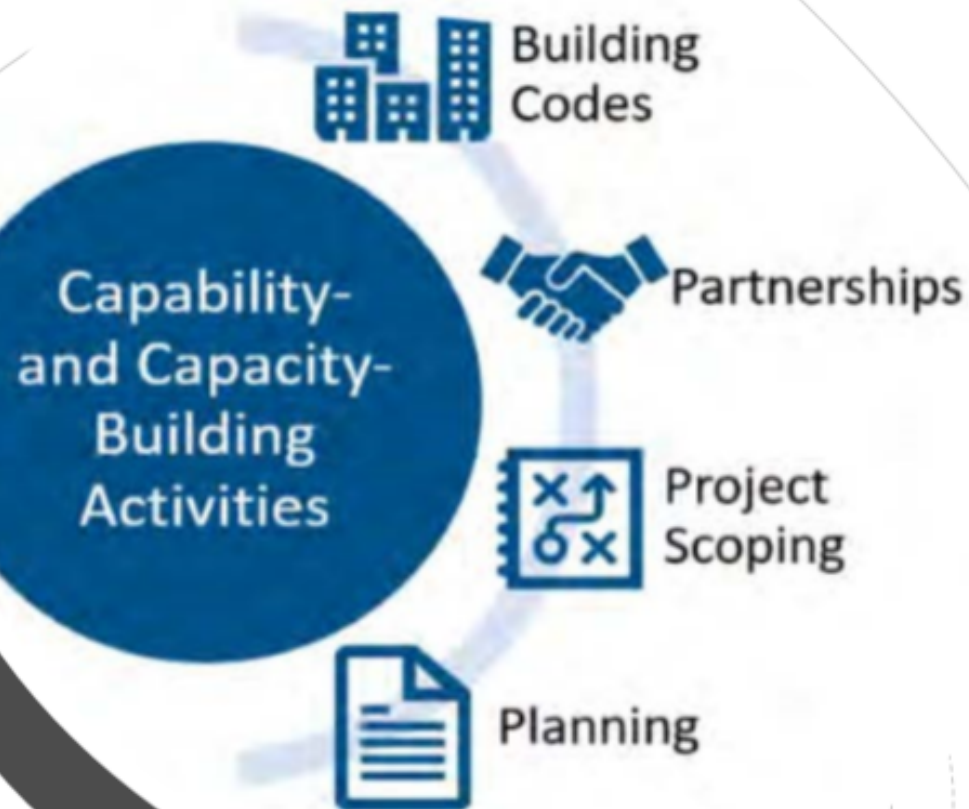 Building
Codes
Capability-
and Capacity-
Building
Activities
Partnerships
Project
Scoping
Planning